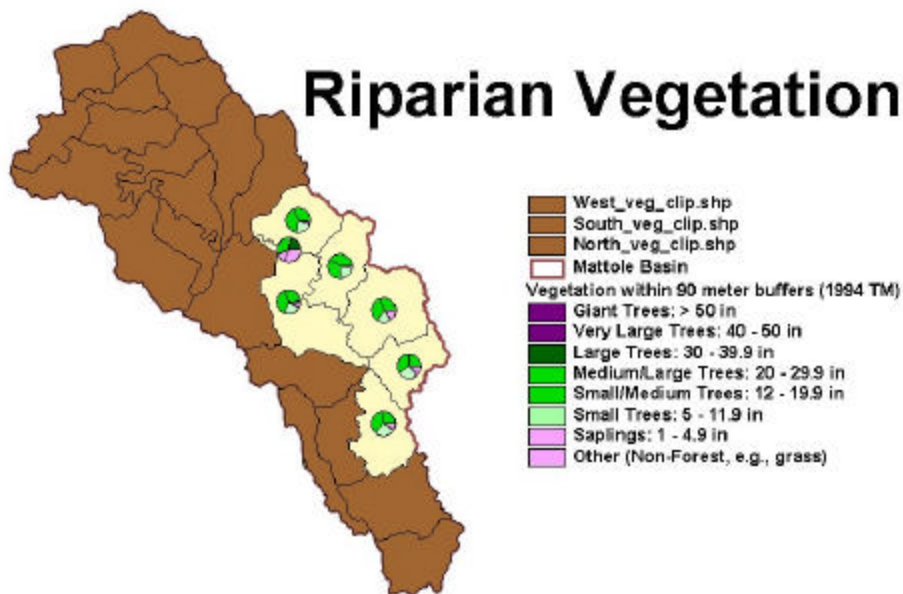 Riparian Vegetation
West_veg_clip.shp
South_veg_clip.shp
North_veg_clip.shp
Mattole Basin
Vegetation within 90 meter buffers (1994 TM)
Giant Trees: > 50 in
Very Large Trees: 40 - 50 in
Large Trees: 30 - 39.9 in
Medium/Large Trees: 20 - 29.9 in
Small/Medium Trees: 12 - 19.9 in
Small Trees: 5 - 11.9 in
Saplings: 1 - 4.9 in
Other (Non-Forest, e.g., grass)